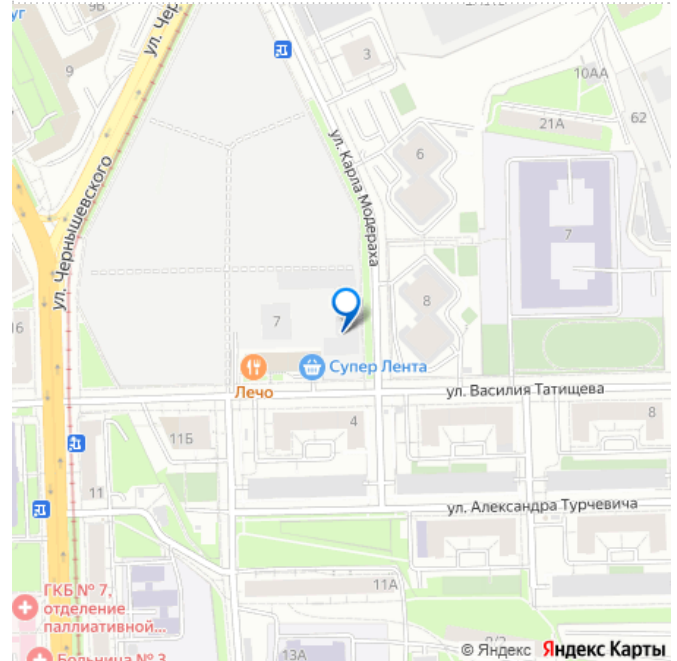 уг
9В
ул. Чер
9
3
10АА
21А
62
6
ул. Чернышевского
ул. Карла Модераха
7
8
16
7
Лечо
Супер Лента
ул. Василия Татищева
11Б
4
8
11
ул. Александра Турчевича
11А
ГКБ № 7,
отделение
паллиативной...
Больница № 3
13А
© Яндекс Яндекс Карты